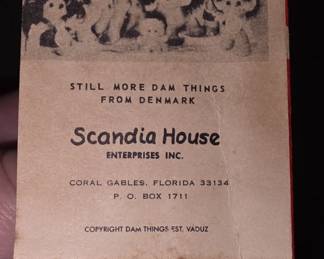 STILL MORE DAM THINGS
FROM DENMARK
Scandia House
ENTERPRISES INC.
CORAL GABLES, FLORIDA 33134
P. O. BOX 1711
COPYRIGHT DAM THINGS EST. VADUZ